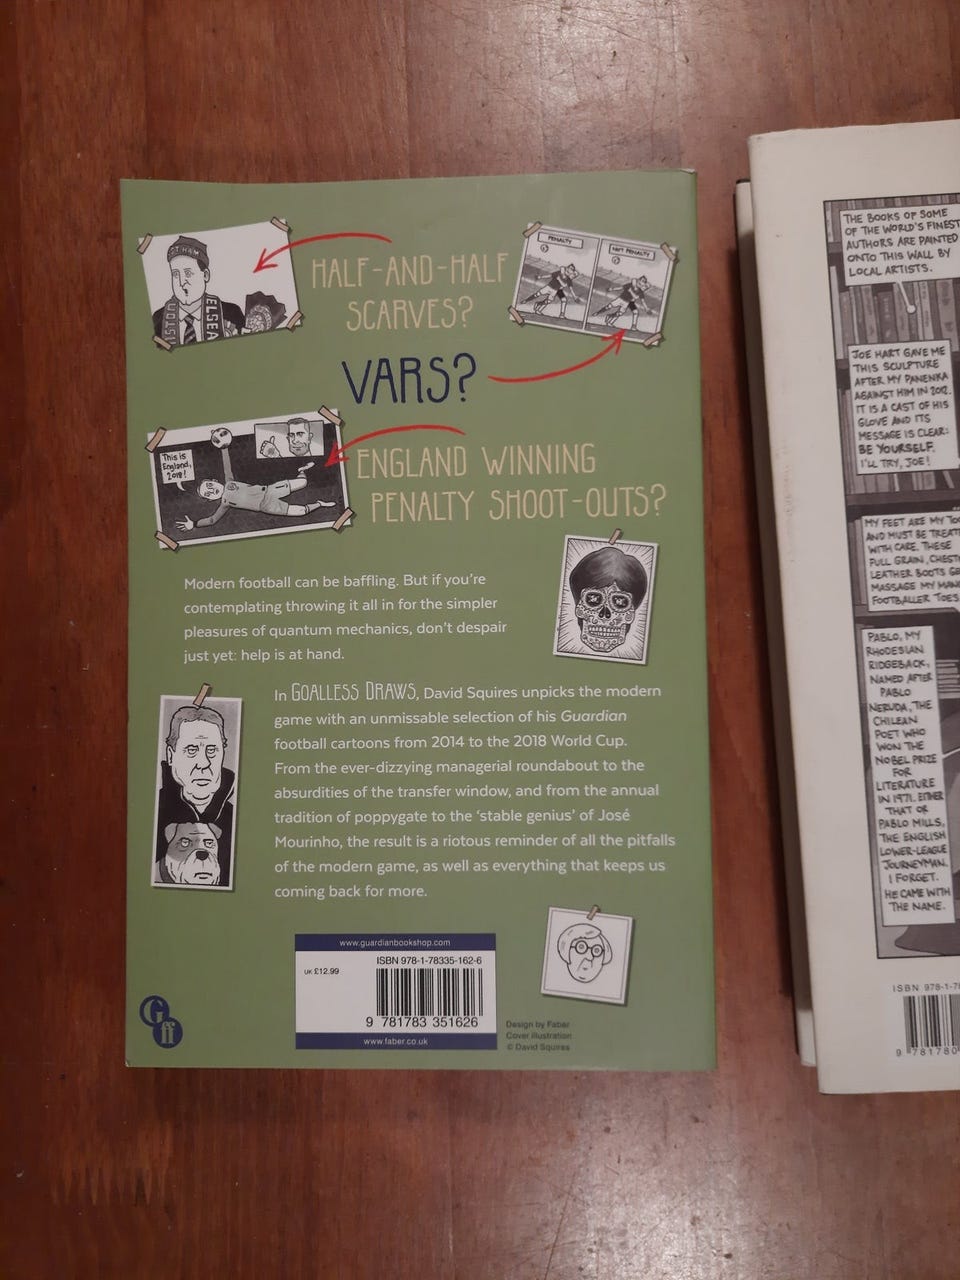 HALF-AND-HALF
SCARVES?
VARS?
PENALTY
NOT PENALTY
This is
England,
2018!
ENGLAND WINNING
PENALTY SHOOT-OUTS?
Modern football can be baffling. But if you're
contemplating throwing it all in for the simpler
pleasures of quantum mechanics, don't despair
just yet: help is at hand.
In GOALLESS DRAWS, David Squires unpicks the modern
game with an unmissable selection of his Guardian
football cartoons from 2014 to the 2018 World Cup.
From the ever-dizzying managerial roundabout to the
absurdities of the transfer window, and from the annual
tradition of poppygate to the 'stable genius' of José
Mourinho, the result is a riotous reminder of all the pitfalls
of the modern game, as well as everything that keeps us
coming back for more.
www.guardianbookshop.com
ISBN 978-1-78335-162-6
UK £12.99
9 781783 351626
www.faber.co.uk
Gff
Design by Faber
Cover illustration
© David Squires
THE BOOKS OF SOME
OF THE WORLD'S FINEST
AUTHORS ARE PAINTED
ONTO THIS WALL BY
LOCAL ARTISTS.
JOE HART GAVE ME
THIS SCULPTURE
AFTER MY PANENKA
AGAINST HIM IN 2012.
IT IS A CAST OF HIS
GLOVE AND ITS
MESSAGE IS CLEAR:
BE YOURSELF.
I'LL TRY, JOE!
MY FEET ARE MY
AND MUST BE
WITH CARE. THESE
FULL GRAIN,
LEATHER BOOTS
MASSAGE MY
FOOTBALLER TOES
PABLO, MY
RHODESIAN
RIDGEBACK,
NAMED AFTER
PABLO
NERUDA, THE
CHILEAN
POET WHO
WON THE
NOBEL PRIZE
FOR
LITERATURE
IN 1971. EITHER
THAT OR
PABLO MILLS,
THE ENGLISH
LOWER-LEAGUE
JOURNEYMAN.
I FORGET.
HE CAME WITH
THE NAME.
ISBN 978-1-78
9 781780